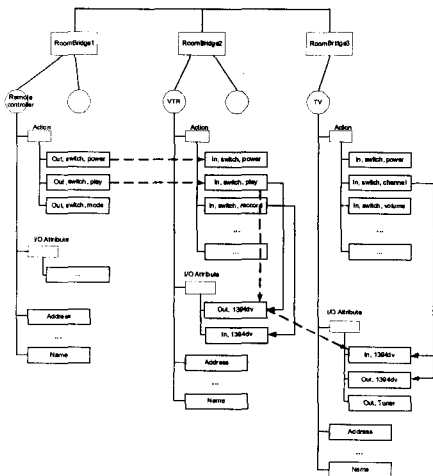 RoomBridge1
RoomBridge2
RoomBridge3
Remote
controller
VTR
TV
Action
Out, switch, power
Out, switch, play
Out, switch, mode
I/O Attribute
...
Address
...
Name
Action
In, switch, power
In, switch, play
In, switch, reccord
...
...
I/O Attribute
Out, 1394dv
In, 1394dv
Address
...
Name
Action
In, switch, power
In, switch, channel
In, switch, volume
...
...
I/O Attribute
In, 1394dv
Out, 1394dv
Out, Tuner
Address
...
Name